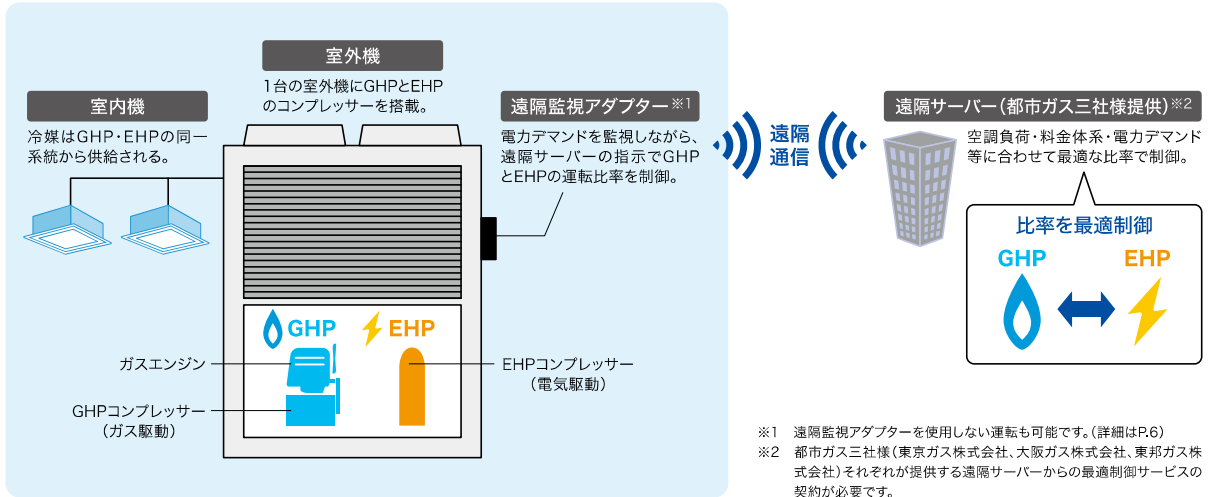 室内機
冷媒はGHP・EHPの同一
系統から供給される。
室外機
1台の室外機にGHPとEHP
のコンプレッサーを搭載。
遠隔監視アダプター※1
電力デマンドを監視しながら、
遠隔サーバーの指示でGHP
とEHPの運転比率を制御。
遠隔
通信
遠隔サーバー(都市ガス三社様提供)※2
空調負荷・料金体系・電力デマンド
等に合わせて最適な比率で制御。
比率を最適制御
GHP
EHP
GHP
EHP
ガスエンジン
GHPコンプレッサー
(ガス駆動)
EHPコンプレッサー
(電気駆動)
※1 遠隔監視アダプターを使用しない運転も可能です。(詳細はP.6)
※2 都市ガス三社様(東京ガス株式会社、大阪ガス株式会社、東邦ガス株
式会社)それぞれが提供する遠隔サーバーからの最適制御サービスの
契約が必要です。